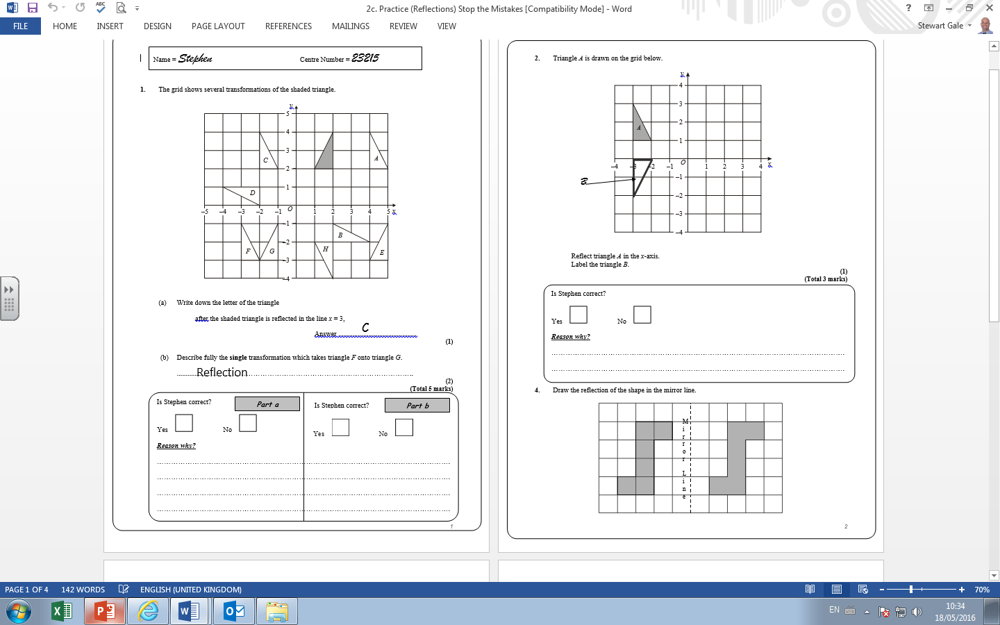 2c. Practice (Reflections) Stop the Mistakes [Compatibility Mode] - Word
FILE HOME INSERT DESIGN PAGE LAYOUT REFERENCES MAILINGS REVIEW VIEW
Stewart Gale
Name = Stephen Centre Number = 23215
1. The grid shows several transformations of the shaded triangle.
y
5
4
3
2
1
C
A
D
–5 –4 –3 –2 –1 O 1 2 3 4 5 x
–1
–2
–3
–4
B
F G H E
(a) Write down the letter of the triangle
after the shaded triangle is reflected in the line x = 3,
C
Answer
(1)
(b) Describe fully the single transformation which takes triangle F onto triangle G.
Reflection
(2)
(Total 5 marks)
Is Stephen correct? Part a
Yes No
Reason why?
Is Stephen correct? Part b
Yes No
1
2. Triangle A is drawn on the grid below.
y
4
3
2
1
A
O
–4 –3 –2 –1 1 2 3 4 x
–1
–2
–3
–4
B
Reflect triangle A in the x-axis.
Label the triangle B.
(1)
(Total 3 marks)
Is Stephen correct?
Yes No
Reason why?
4. Draw the reflection of the shape in the mirror line.
Mirror Line
2
PAGE 1 OF 4 142 WORDS ENGLISH (UNITED KINGDOM) 70%
EN 10:34
18/05/2016